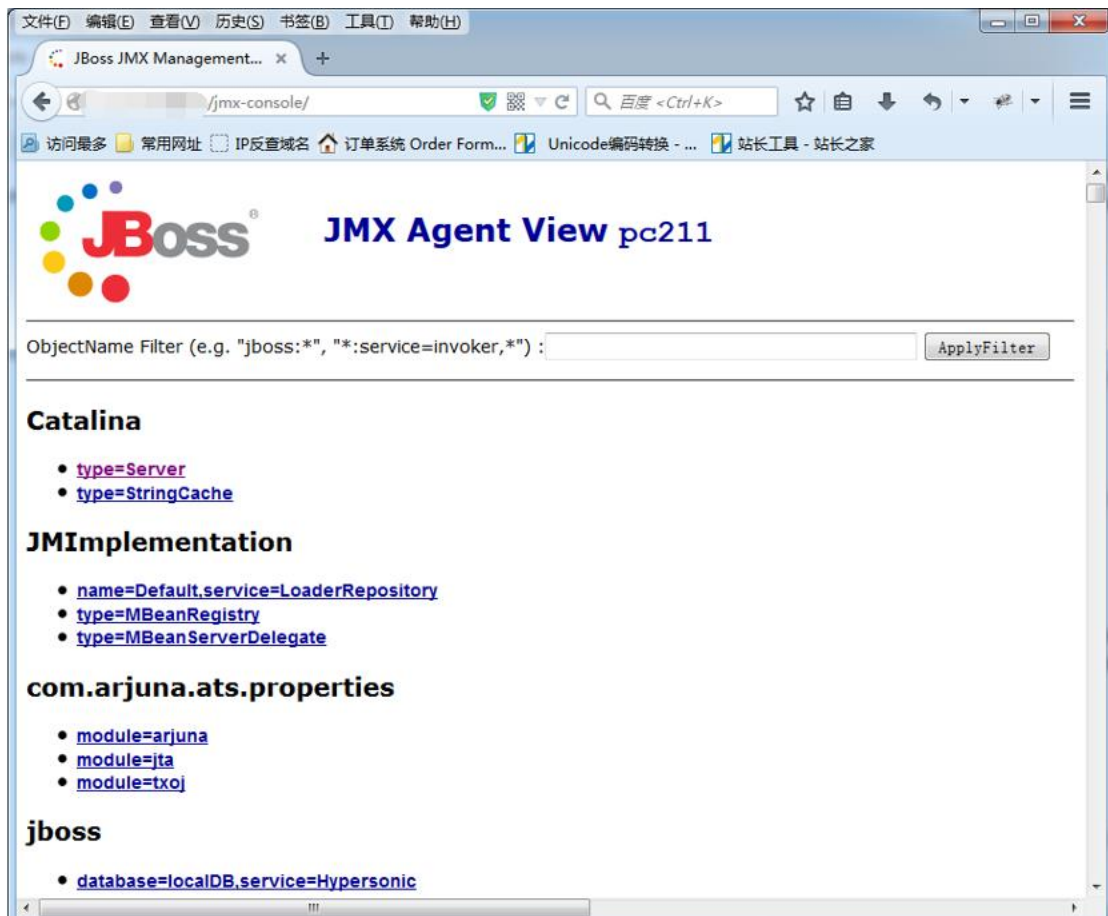 文件(F) 编辑(E) 查看(V) 历史(S) 书签(B) 工具(T) 帮助(H)
JBoss JMX Management... × +
/jmx-console/ 百度 <Ctrl+K>
访问最多 常用网址 IP反查域名 订单系统 Order Form... Unicode编码转换 - ... 站长工具 - 站长之家
JBoss® JMX Agent View pc211
ObjectName Filter (e.g. "jboss:*", "*:service=invoker,*") : ApplyFilter
Catalina
type=Server
type=StringCache
JMImplementation
name=Default,service=LoaderRepository
type=MBeanRegistry
type=MBeanServerDelegate
com.arjuna.ats.properties
module=arjuna
module=jta
module=txoj
jboss
database=localDB,service=Hypersonic